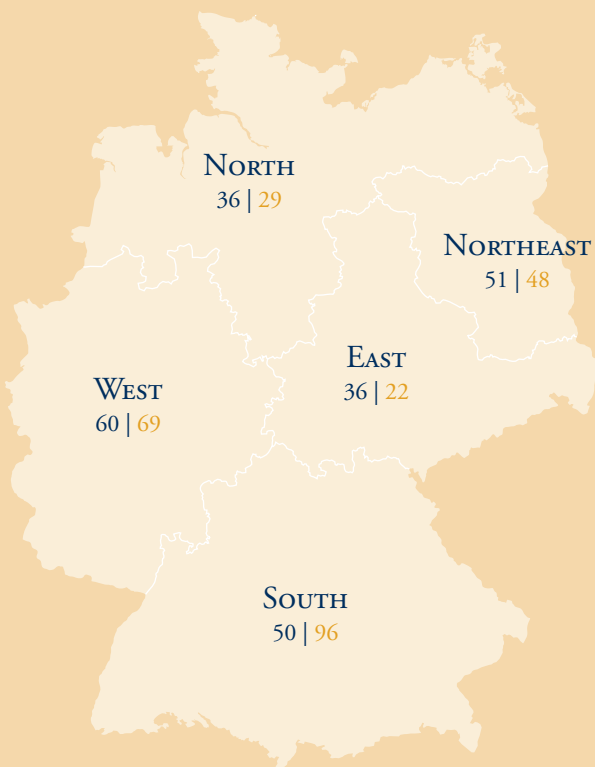 North
36 | 29
Northeast
51 | 48
East
36 | 22
West
60 | 69
South
50 | 96